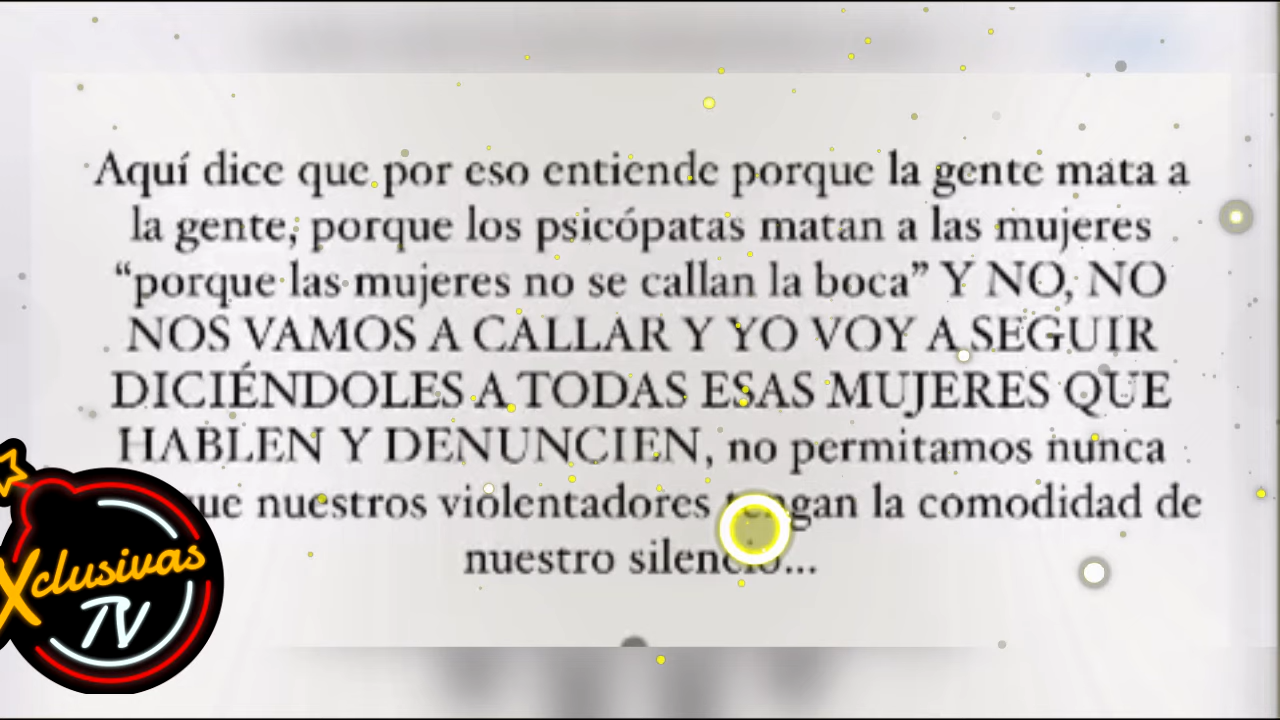 Aquí dice que por eso entiende porque la gente mata a
la gente, porque los psicópatas matan a las mujeres
“porque las mujeres no se callan la boca” Y NO, NO
NOS VAMOS A CALLAR Y YO VOY A SEGUIR
DICIÉNDOLES A TODAS ESAS MUJERES QUE
HABLEN Y DENUNCIEN, no permitamos nunca
que nuestros violentadores tengan la comodidad de
nuestro silencio...
Xclusivas
TV